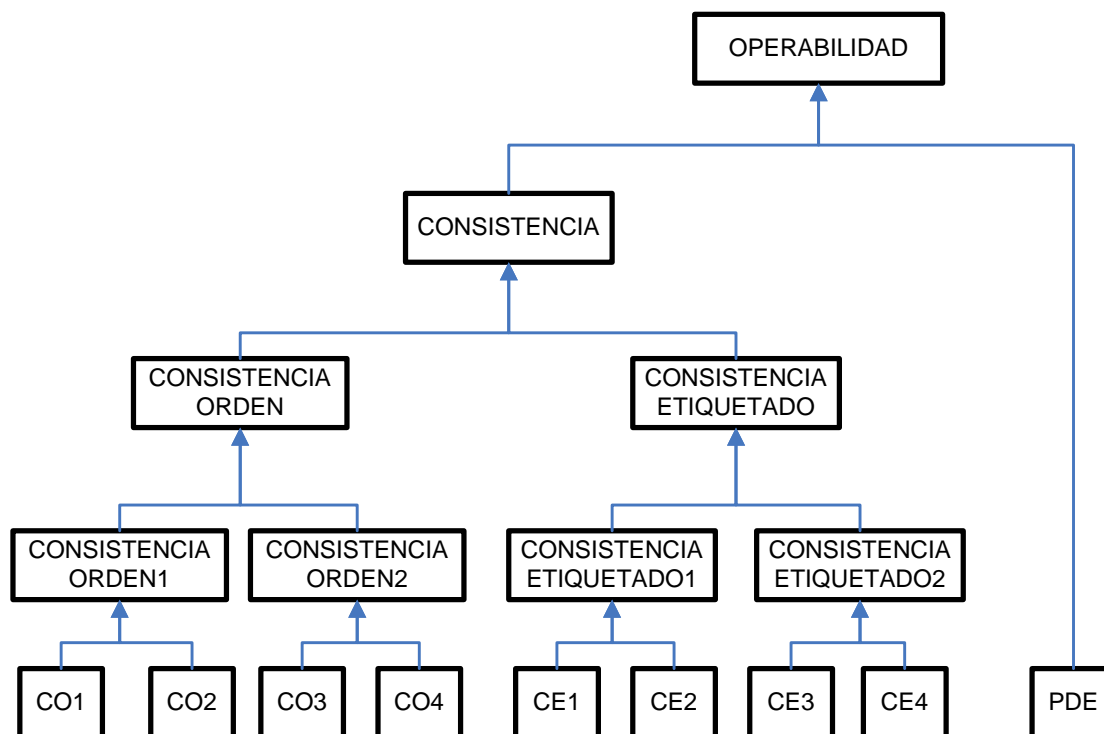 OPERABILIDAD
CONSISTENCIA
CONSISTENCIA
ORDEN
CONSISTENCIA
ETIQUETADO
CONSISTENCIA
ORDEN1
CONSISTENCIA
ORDEN2
CONSISTENCIA
ETIQUETADO1
CONSISTENCIA
ETIQUETADO2
CO1
CO2
CO3
CO4
CE1
CE2
CE3
CE4
PDE